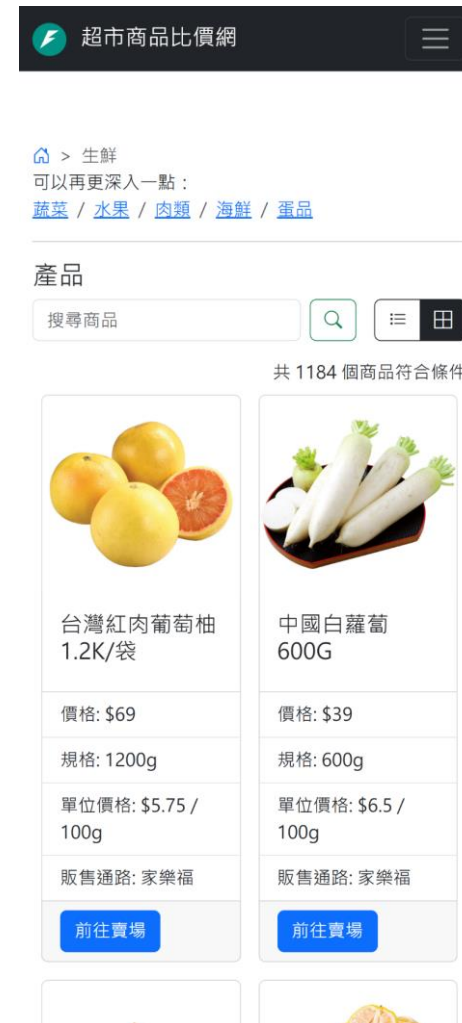 超市商品比價網
> 生鮮
可以再更深入一點：
蔬菜 / 水果 / 肉類 / 海鮮 / 蛋品
產品
搜尋商品
共 1184 個商品符合條件
台灣紅肉葡萄柚
1.2K/袋
價格: $69
規格: 1200g
單位價格: $5.75 /
100g
販售通路: 家樂福
前往賣場
中國白蘿蔔
600G
價格: $39
規格: 600g
單位價格: $6.5 /
100g
販售通路: 家樂福
前往賣場